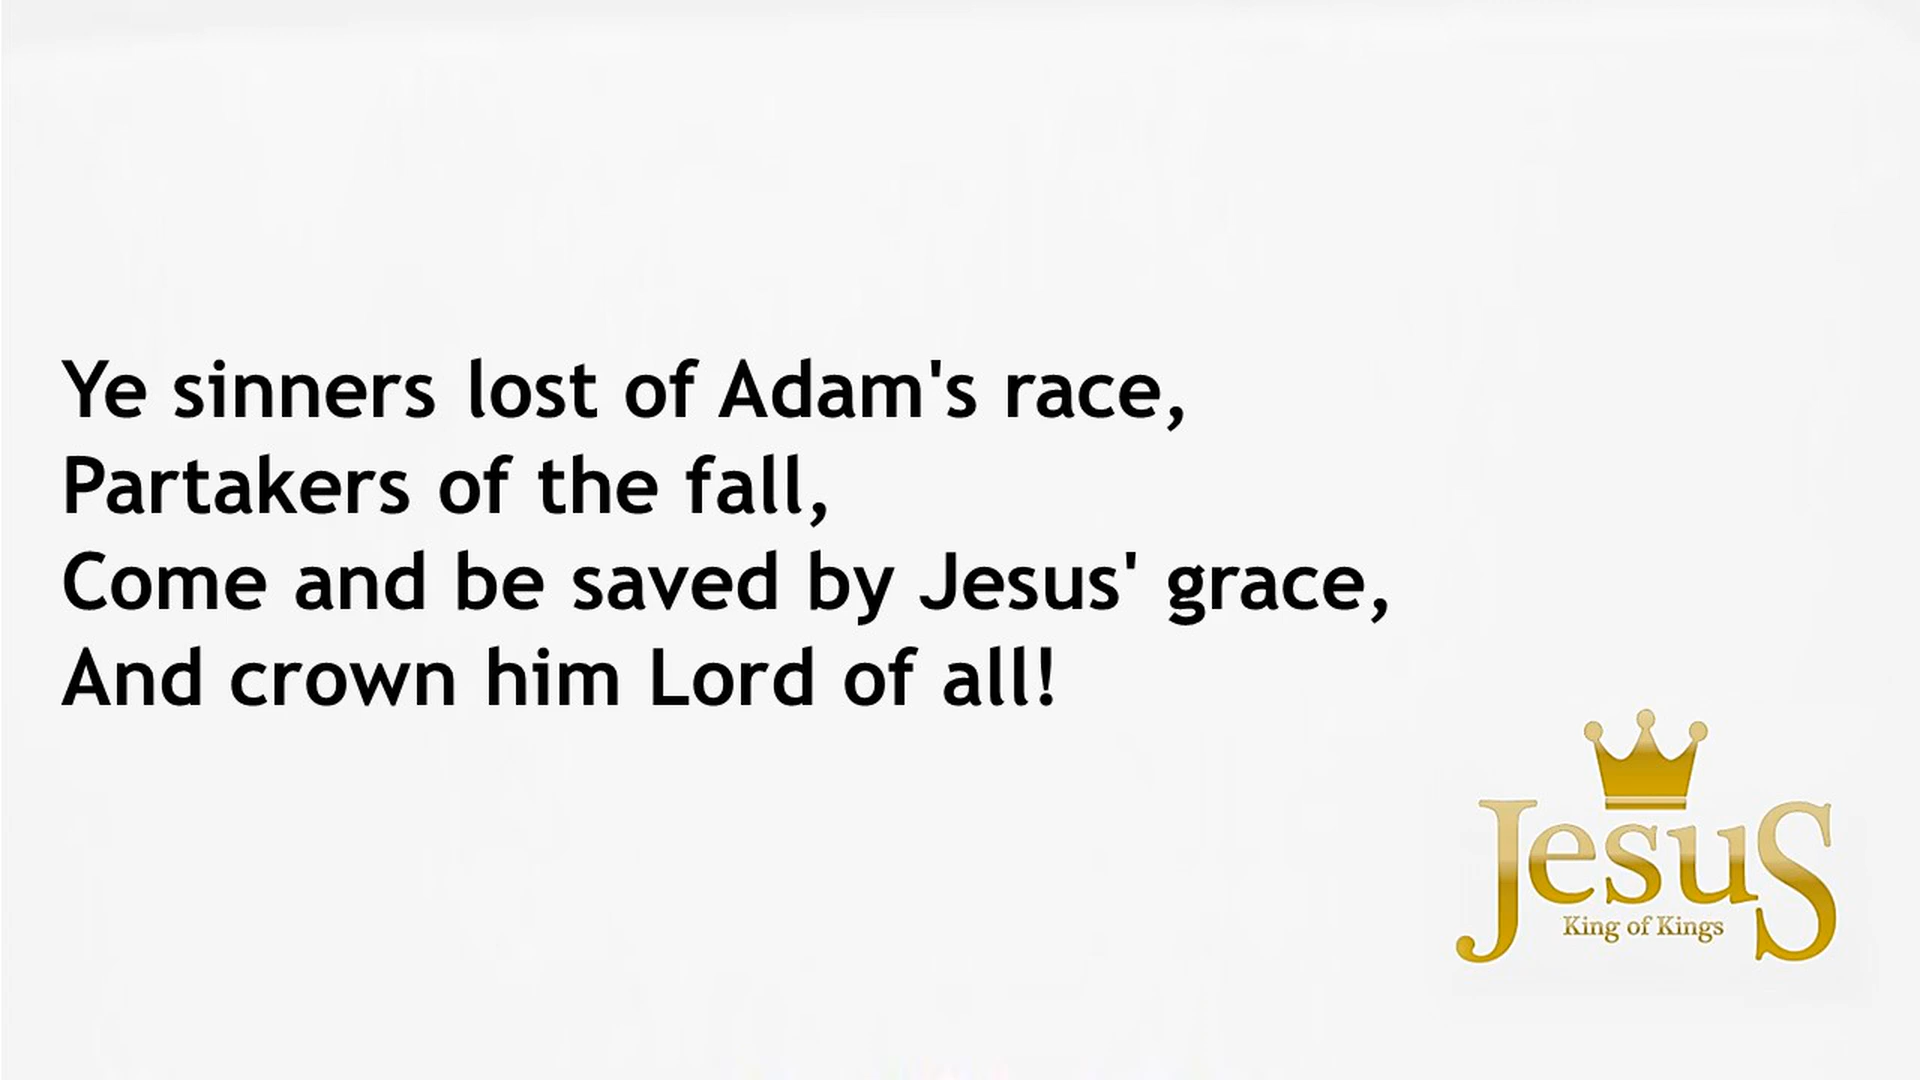 Ye sinners lost of Adam's race,
Partakers of the fall,
Come and be saved by Jesus' grace,
And crown him Lord of all!
Jesus
King of Kings